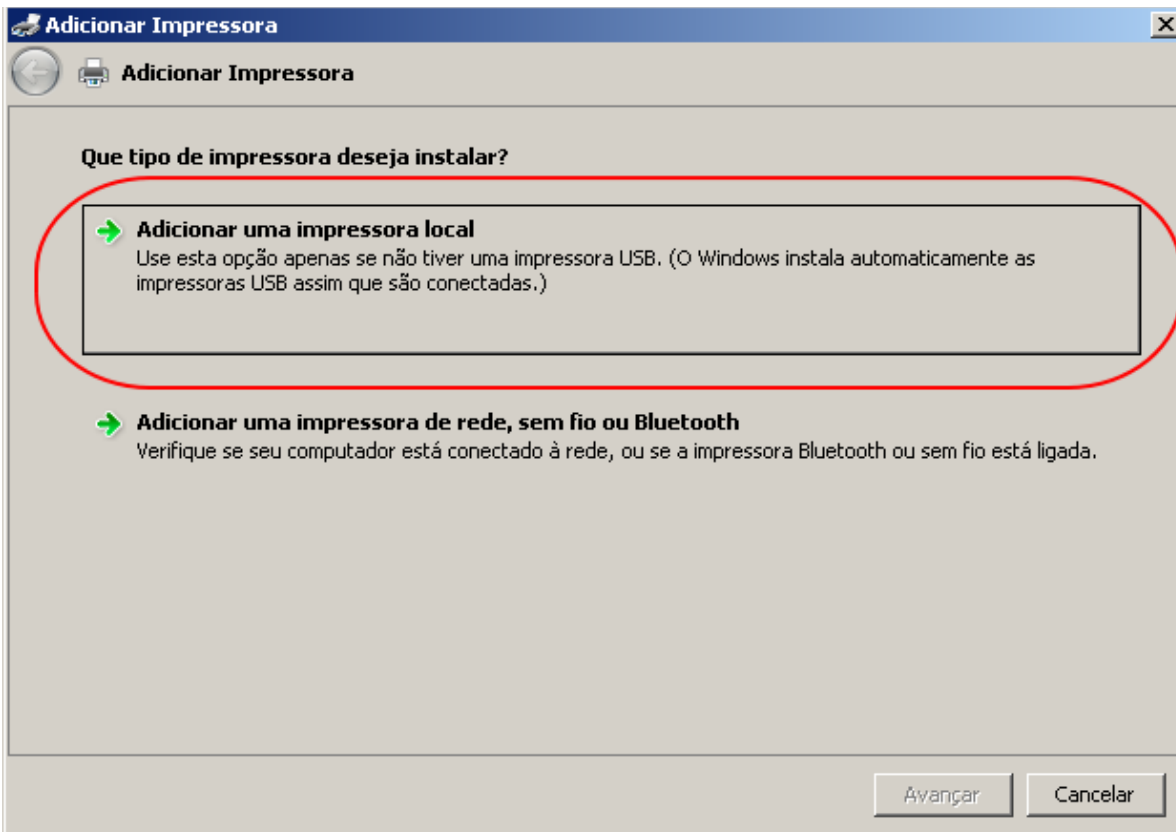 Adicionar Impressora
Adicionar Impressora
Que tipo de impressora deseja instalar?
Adicionar uma impressora local
Use esta opção apenas se não tiver uma impressora USB. (O Windows instala automaticamente as
impressoras USB assim que são conectadas.)
Adicionar uma impressora de rede, sem fio ou Bluetooth
Verifique se seu computador está conectado à rede, ou se a impressora Bluetooth ou sem fio está ligada.
Avançar
Cancelar